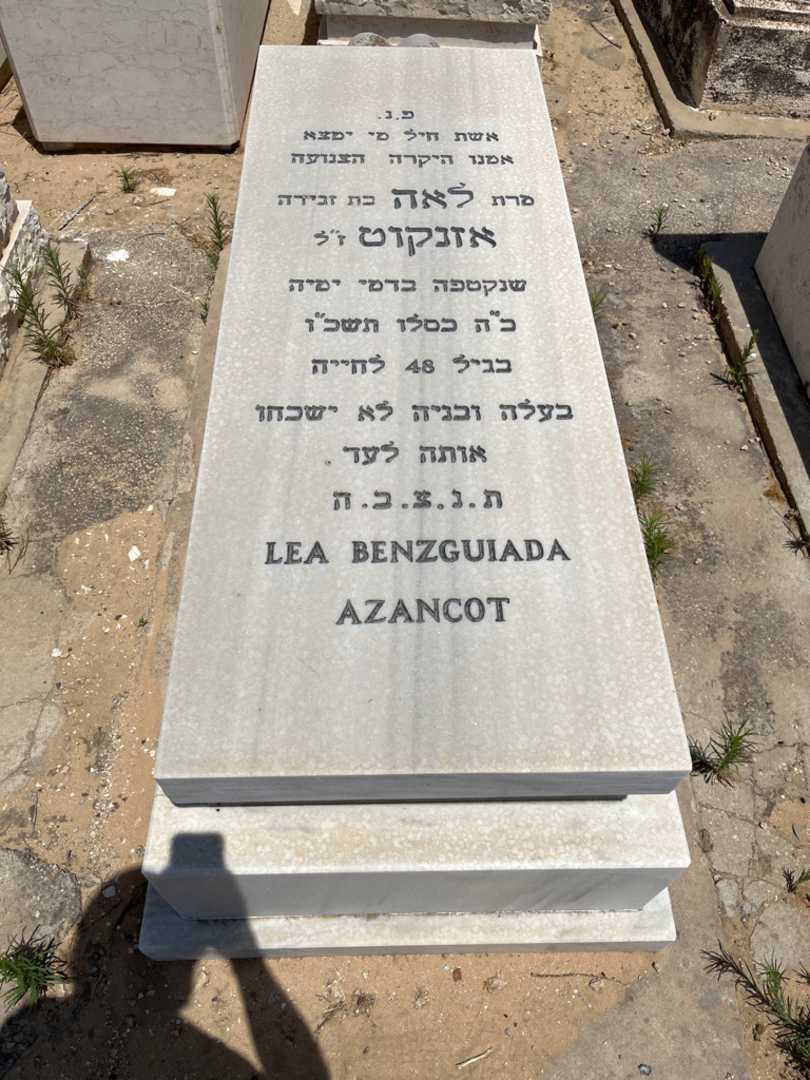 פ.נ.
אשת חיל מי ימצא
אמנו היקרה הצנועה
מרת לאה בת זבירה
אזנקוט ז"ל
שנקטפה בדמי ימיה
כ"ה כסלו תשכ"ו
בגיל 48 לחייה
בעלה ובניה לא ישכחו
אותה לעד.
ת.נ.צ.ב.ה
LEA BENZGUIADA
AZANCOT